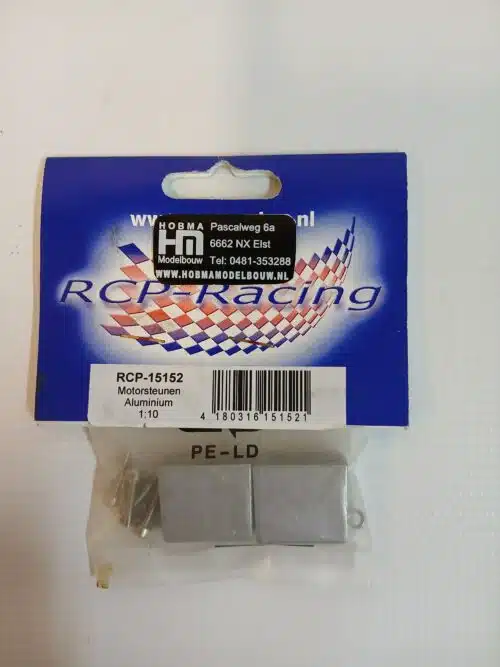 www.
.nl
HOBMA
HM
Modelbouw
Pascalweg 6a
6662 NX Elst
Tel: 0481-353288
WWW.HOBMAMODELBOUW.NL
RCP-Racing
RCP-15152
Motorsteunen
Aluminium
1;10
4 180316 151521
PE-LD